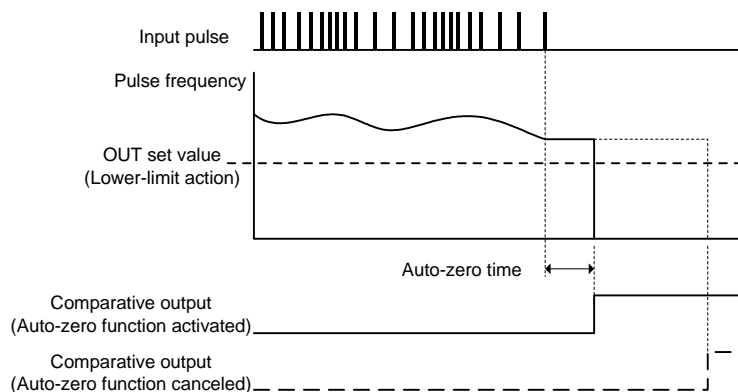 Input pulse
Pulse frequency
OUT set value
(Lower-limit action)
Auto-zero time
Comparative output
(Auto-zero function activated)
Comparative output
(Auto-zero function canceled)